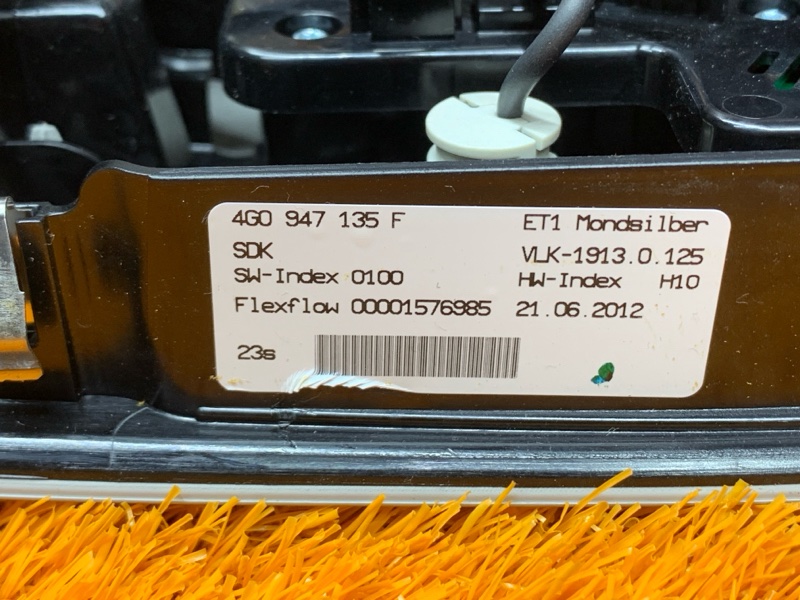 4G0 947 135 F ET1 Mondsilber
SDK VLK-1913.0.125
SW-Index 0100 HW-Index H10
Flexflow 00001576985 21.06.2012
23s